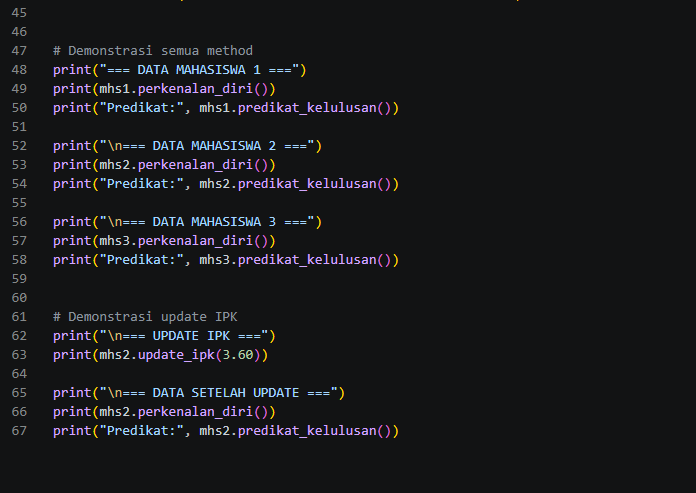 45
46
47 # Demonstrasi semua method
48 print("=== DATA MAHASISWA 1 ===")
49 print(mhs1.perkenalan_diri())
50 print("Predikat:", mhs1.predikat_kelulusan())
51
52 print("\n=== DATA MAHASISWA 2 ===")
53 print(mhs2.perkenalan_diri())
54 print("Predikat:", mhs2.predikat_kelulusan())
55
56 print("\n=== DATA MAHASISWA 3 ===")
57 print(mhs3.perkenalan_diri())
58 print("Predikat:", mhs3.predikat_kelulusan())
59
60
61 # Demonstrasi update IPK
62 print("\n=== UPDATE IPK ===")
63 print(mhs2.update_ipk(3.60))
64
65 print("\n=== DATA SETELAH UPDATE ===")
66 print(mhs2.perkenalan_diri())
67 print("Predikat:", mhs2.predikat_kelulusan())